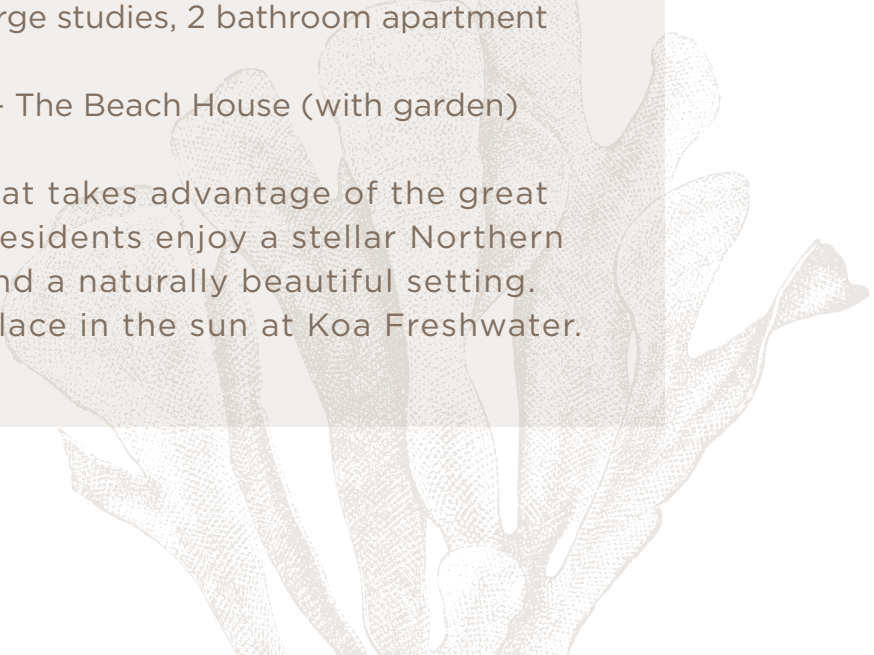 rge studies, 2 bathroom apartment
- The Beach House (with garden)
at takes advantage of the great
esidents enjoy a stellar Northern
nd a naturally beautiful setting.
lace in the sun at Koa Freshwater.